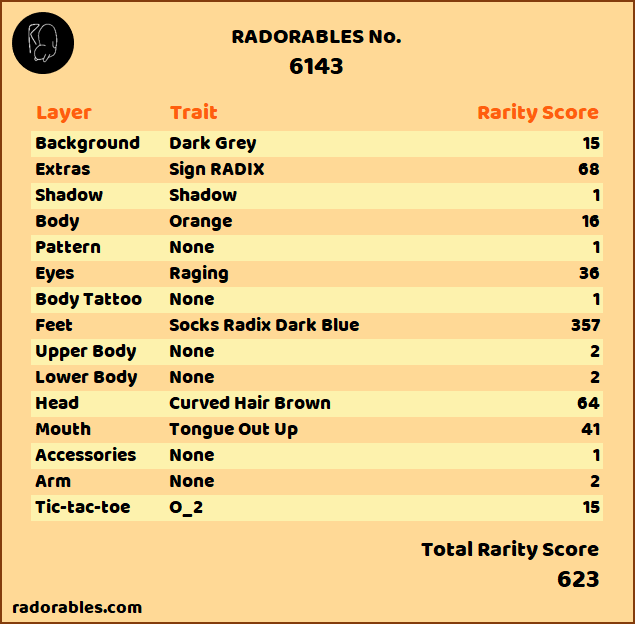 RADORABLES No.
6143
Layer Trait Rarity Score
Background Dark Grey 15
Extras Sign RADIX 68
Shadow Shadow 1
Body Orange 16
Pattern None 1
Eyes Raging 36
Body Tattoo None 1
Feet Socks Radix Dark Blue 357
Upper Body None 2
Lower Body None 2
Head Curved Hair Brown 64
Mouth Tongue Out Up 41
Accessories None 1
Arm None 2
Tic-tac-toe O_2 15
Total Rarity Score
623
radorables.com